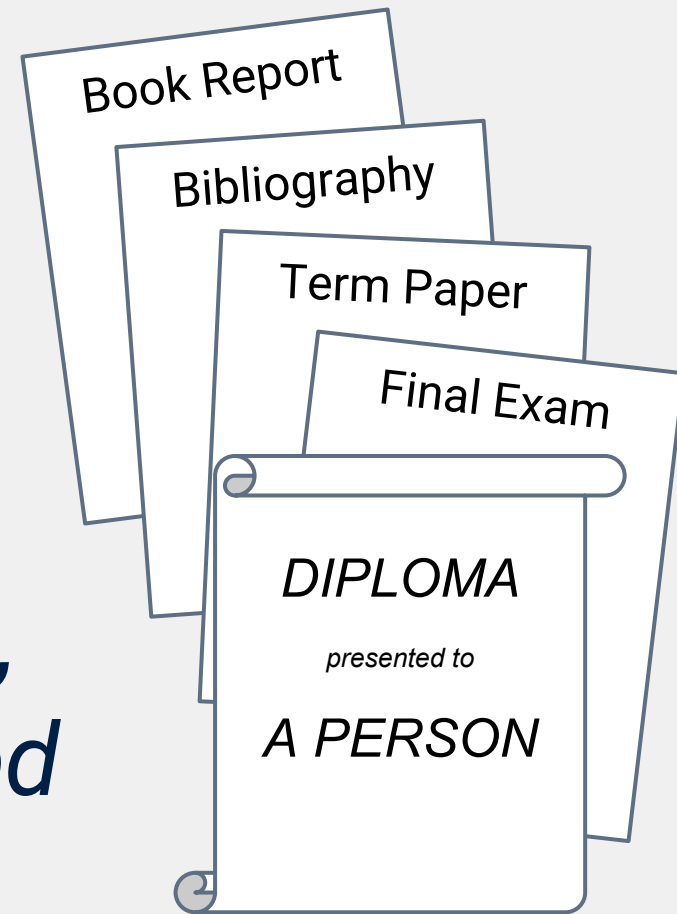 Book Report
Bibliography
Term Paper
Final Exam
DIPLOMA
presented to
A PERSON